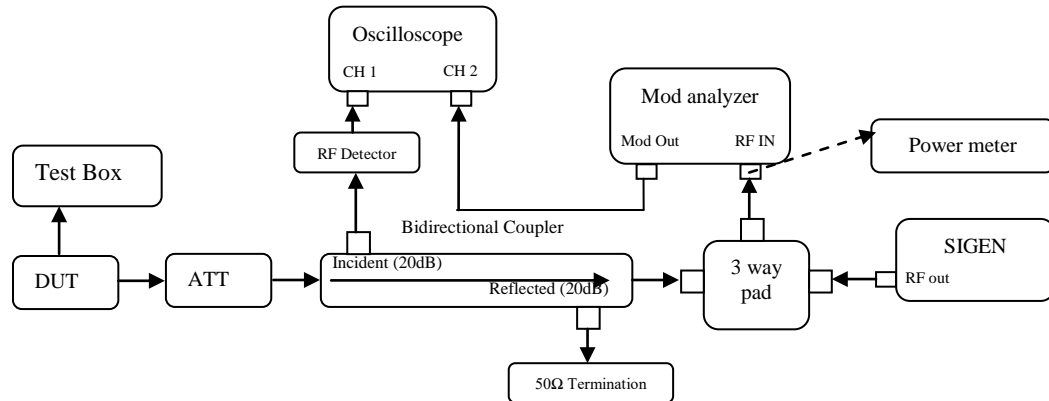 Oscilloscope
CH 1
CH 2
Mod analyzer
Mod Out
RF IN
Power meter
RF Detector
Test Box
Bidirectional Coupler
SIGEN
RF out
DUT
ATT
Incident (20dB)
Reflected (20dB)
3 way
pad
50Ω Termination